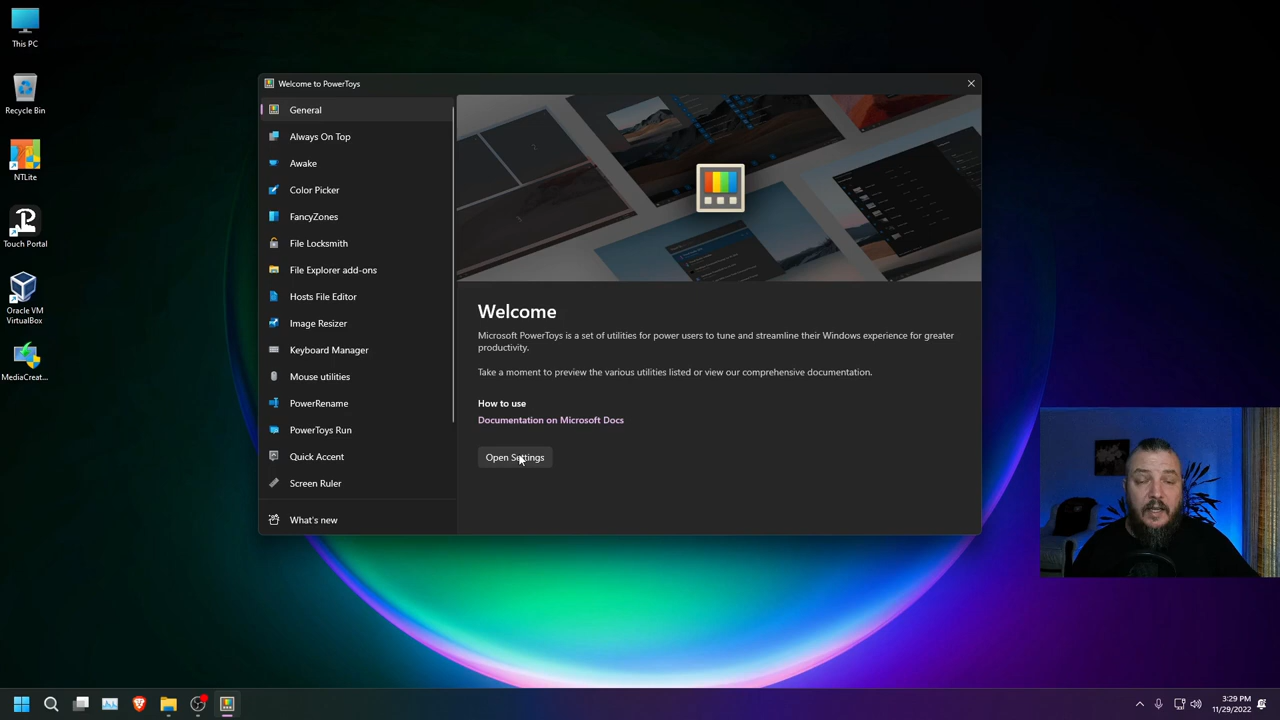 This PC
Recycle Bin
NTLite
Touch Portal
Oracle VM
VirtualBox
MediaCreat...
Welcome to PowerToys
General
Always On Top
Awake
Color Picker
FancyZones
File Locksmith
File Explorer add-ons
Hosts File Editor
Image Resizer
Keyboard Manager
Mouse utilities
PowerRename
PowerToys Run
Quick Accent
Screen Ruler
What's new
Welcome
Microsoft PowerToys is a set of utilities for power users to tune and streamline their Windows experience for greater
productivity.
Take a moment to preview the various utilities listed or view our comprehensive documentation.
How to use
Documentation on Microsoft Docs
Open Settings
3:29 PM
11/29/2022